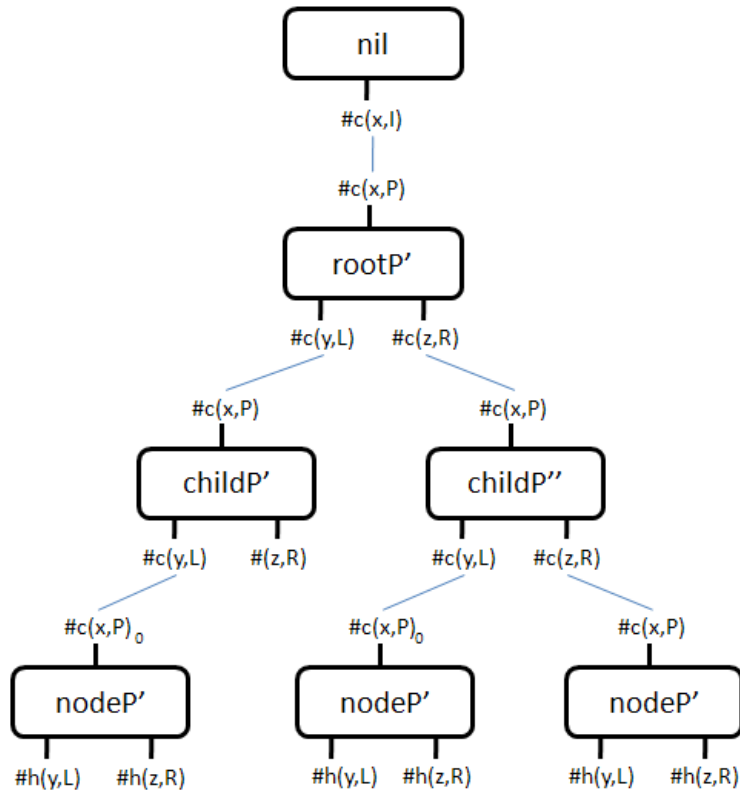 nil
#c(x,I)
#c(x,P)
rootP'
#c(y,L) #c(z,R)
#c(x,P) #c(x,P)
childP' childP''
#c(y,L) #(z,R) #c(y,L) #c(z,R)
#c(x,P)₀ #c(x,P)₀ #c(x,P)
nodeP' nodeP' nodeP'
#h(y,L) #h(z,R) #h(y,L) #h(z,R) #h(y,L) #h(z,R)